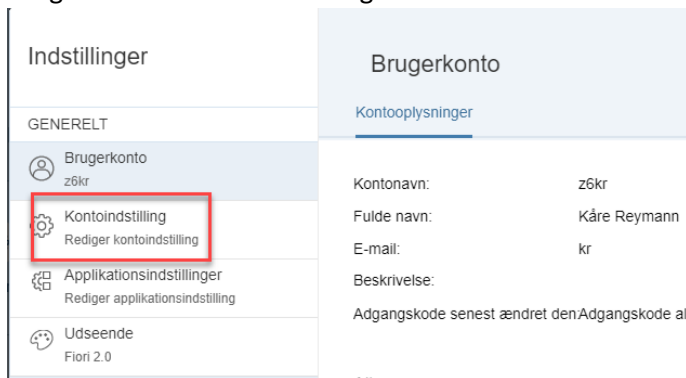 Indstillinger
GENERELT
Brugerkonto
z6kr
Kontoindstilling
Rediger kontoindstilling
Applikationsindstillinger
Rediger applikationsindstilling
Udseende
Fiori 2.0
Brugerkonto
Kontooplysninger
Kontonavn: z6kr
Fulde navn: Kåre Reymann
E-mail: kr
Beskrivelse:
Adgangskode senest ændret den:Adgangskode al